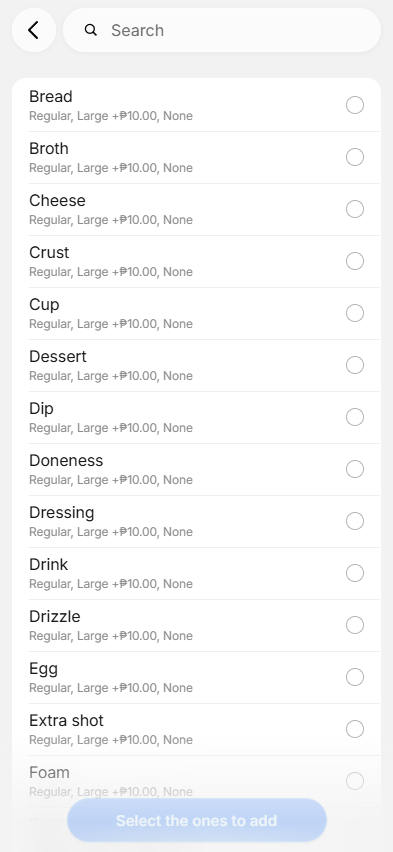 Search
Bread
Regular, Large +₱10.00, None
Broth
Regular, Large +₱10.00, None
Cheese
Regular, Large +₱10.00, None
Crust
Regular, Large +₱10.00, None
Cup
Regular, Large +₱10.00, None
Dessert
Regular, Large +₱10.00, None
Dip
Regular, Large +₱10.00, None
Doneness
Regular, Large +₱10.00, None
Dressing
Regular, Large +₱10.00, None
Drink
Regular, Large +₱10.00, None
Drizzle
Regular, Large +₱10.00, None
Egg
Regular, Large +₱10.00, None
Extra shot
Regular, Large +₱10.00, None
Foam
Regular, Large +₱10.00, None
Select the ones to add